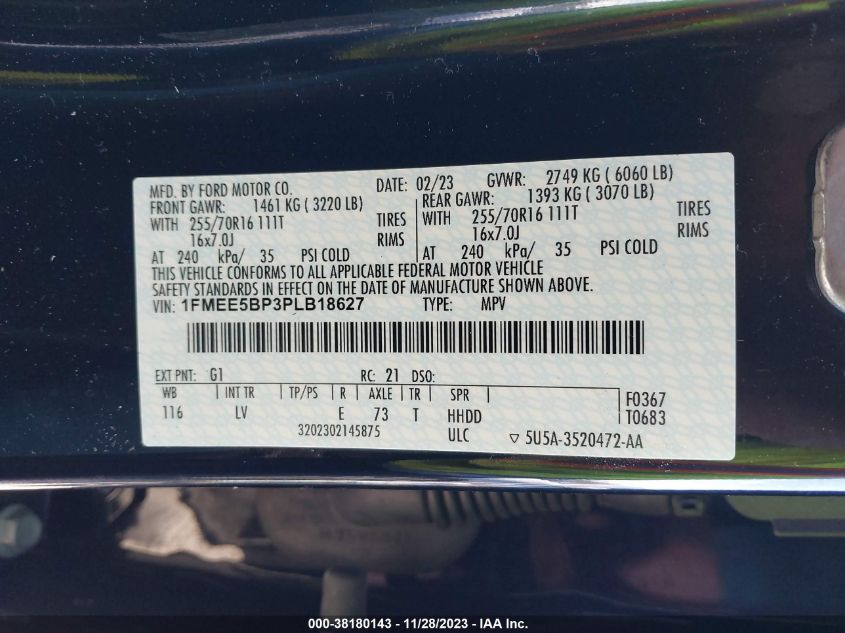 MFD. BY FORD MOTOR CO. DATE: 02/23 GVWR: 2749 KG ( 6060 LB)
FRONT GAWR: 1461 KG ( 3220 LB) REAR GAWR: 1393 KG ( 3070 LB)
WITH 255/70R16 111T TIRES WITH 255/70R16 111T TIRES
16x7.0J RIMS 16x7.0J RIMS
AT 240 kPa/ 35 PSI COLD AT 240 kPa/ 35 PSI COLD
THIS VEHICLE CONFORMS TO ALL APPLICABLE FEDERAL MOTOR VEHICLE
SAFETY STANDARDS IN EFFECT ON THE DATE OF MANUFACTURE SHOWN ABOVE.
VIN: 1FMEE5BP3PLB18627 TYPE: MPV
EXT PNT: G1 RC: 21 DSO:
WB INT TR TP/PS R AXLE TR SPR F0367
116 LV E 73 T HHDD T0683
3202302145875 ULC ▽ 5U5A-3520472-AA
000-38180143 - 11/28/2023 - IAA Inc.